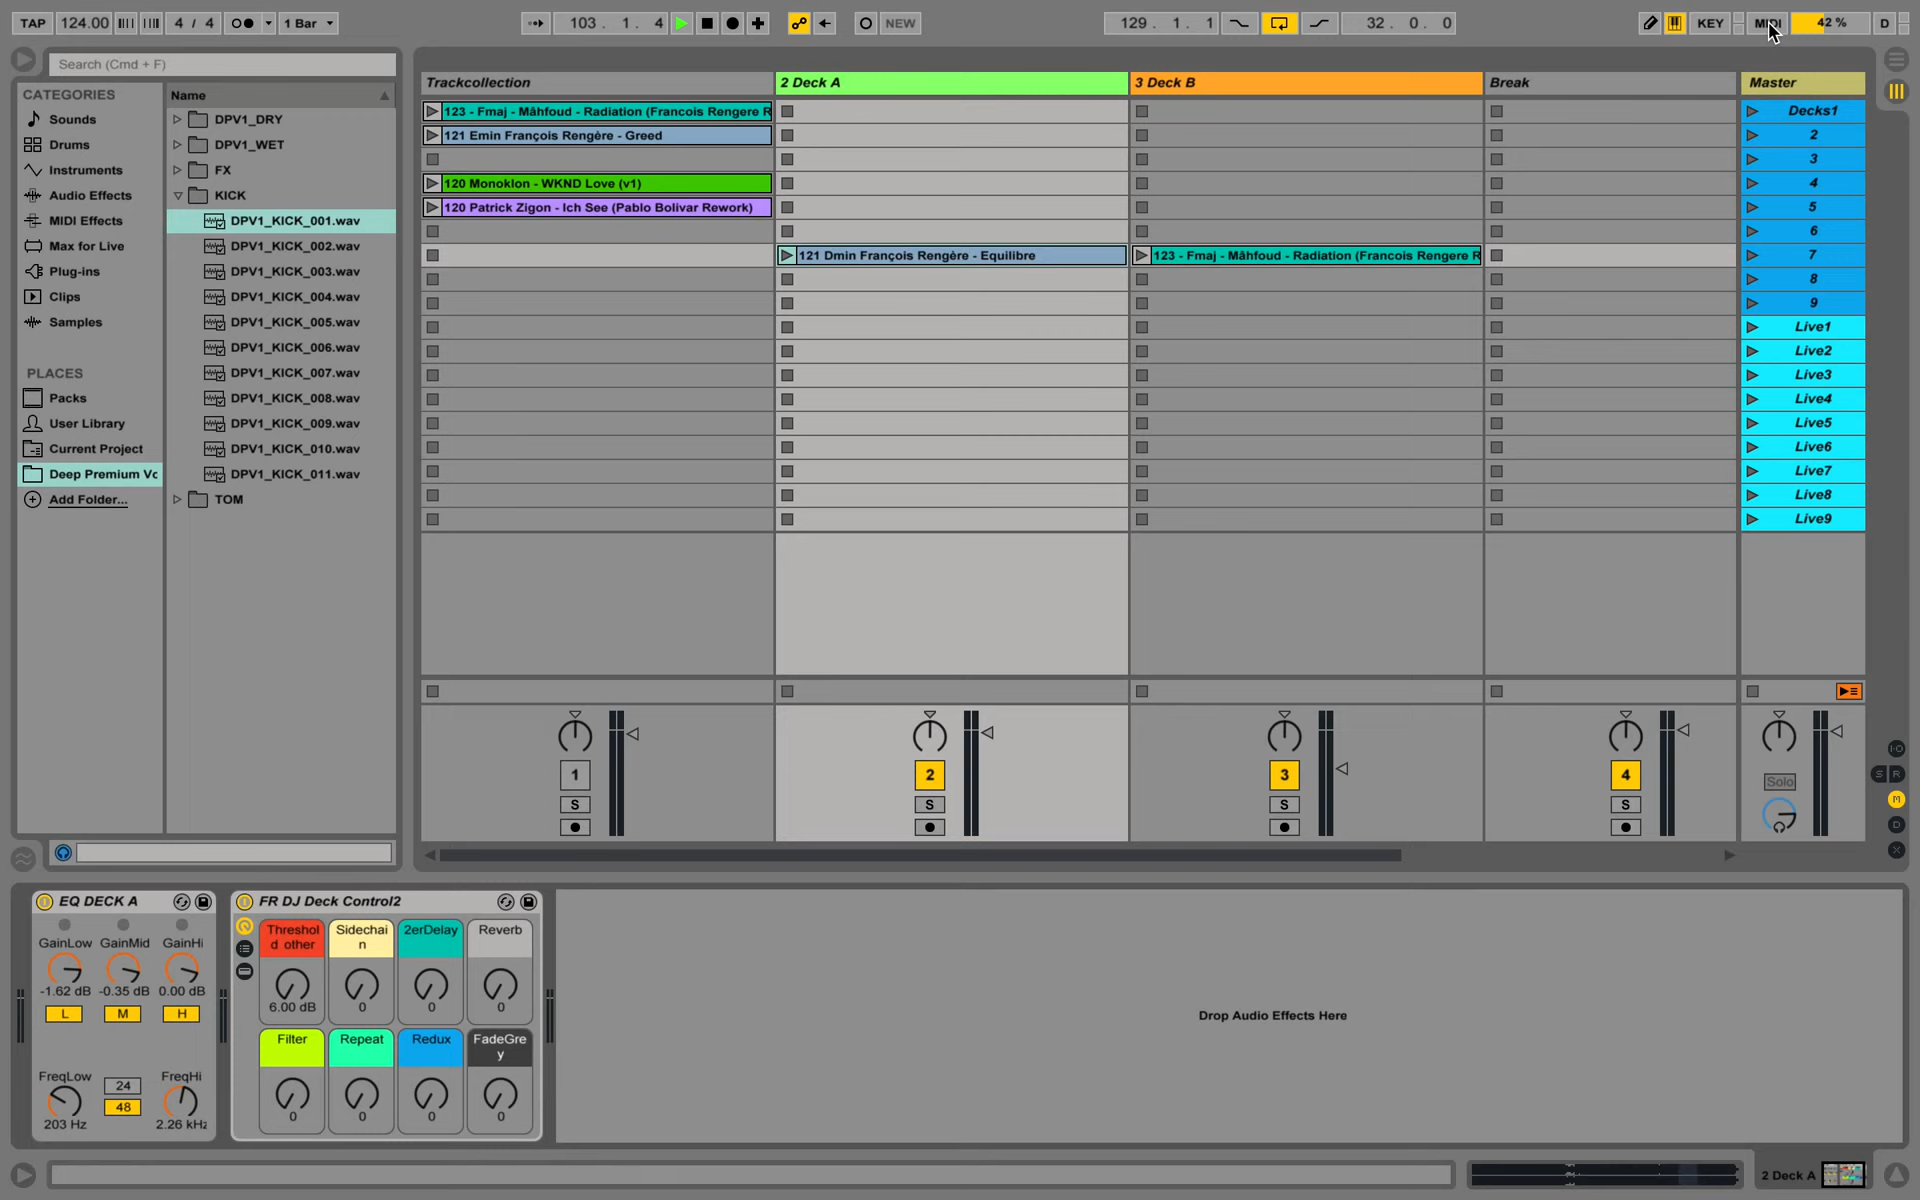 TAP 124.00 4 / 4 1 Bar 103. 1. 4 NEW 129. 1. 1 32. 0. 0 KEY MIDI 42 % D
Search (Cmd + F)
CATEGORIES
Sounds
Drums
Instruments
Audio Effects
MIDI Effects
Max for Live
Plug-ins
Clips
Samples
PLACES
Packs
User Library
Current Project
Deep Premium Vc
Add Folder...
Name
DPV1_DRY
DPV1_WET
FX
KICK
DPV1_KICK_001.wav
DPV1_KICK_002.wav
DPV1_KICK_003.wav
DPV1_KICK_004.wav
DPV1_KICK_005.wav
DPV1_KICK_006.wav
DPV1_KICK_007.wav
DPV1_KICK_008.wav
DPV1_KICK_009.wav
DPV1_KICK_010.wav
DPV1_KICK_011.wav
TOM
Trackcollection 2 Deck A 3 Deck B Break Master
123 - Fmaj - Mâhfoud - Radiation (Francois Rengere R Decks1
121 Emin François Rengère - Greed 2
3
120 Monoklon - WKND Love (v1) 4
120 Patrick Zigon - Ich See (Pablo Bolivar Rework) 5
6
121 Dmin François Rengère - Equilibre 123 - Fmaj - Mâhfoud - Radiation (Francois Rengere R 7
8
9
Live1
Live2
Live3
Live4
Live5
Live6
Live7
Live8
Live9
1 2 3 4 Solo
S S S S
S R
M
D
X
EQ DECK A
GainLow GainMid GainHi
-1.62 dB -0.35 dB 0.00 dB
L M H
FreqLow 24 FreqHi
48
203 Hz 2.26 kHz
FR DJ Deck Control2
Threshol
d other
Sidechai
n
2erDelay
Reverb
6.00 dB 0 0 0
Filter Repeat Redux
FadeGre
y
0 0 0 0
Drop Audio Effects Here
2 Deck A